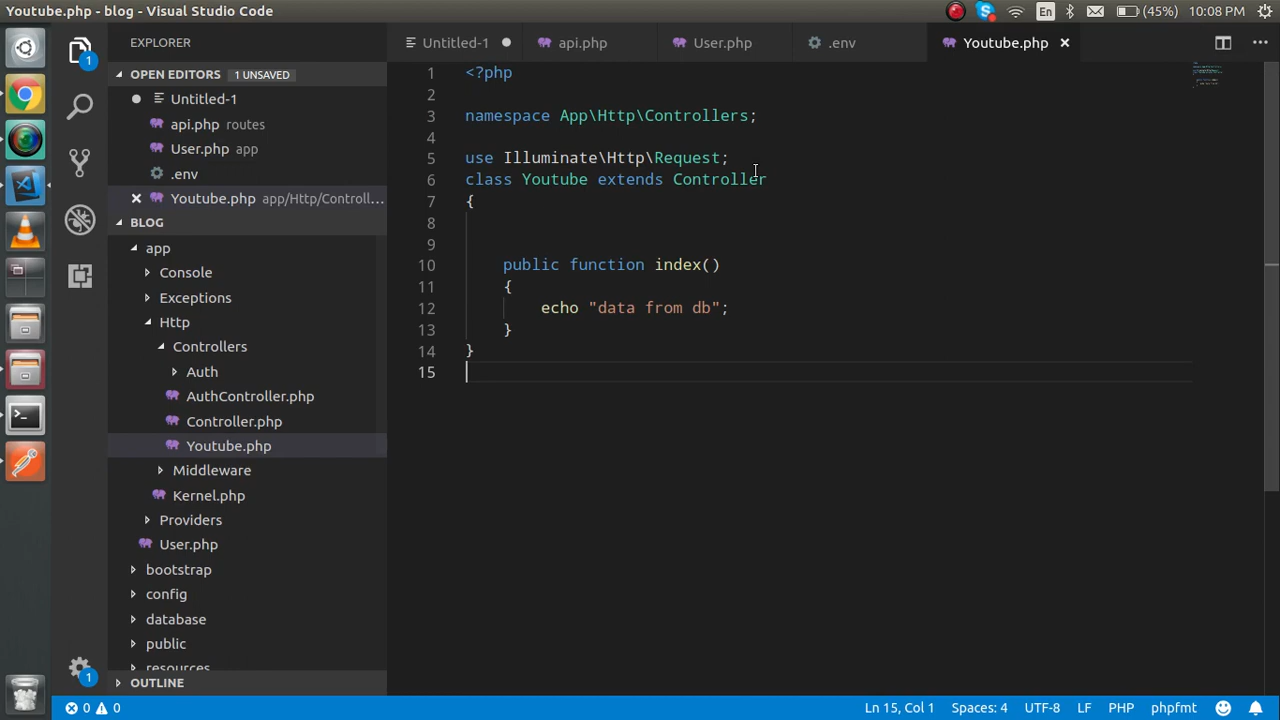 Youtube.php - blog - Visual Studio Code
En
(45%)
10:08 PM
EXPLORER
Untitled-1
api.php
User.php
.env
Youtube.php
OPEN EDITORS 1 UNSAVED
Untitled-1
api.php routes
User.php app
.env
Youtube.php app/Http/Controll...
BLOG
app
Console
Exceptions
Http
Controllers
Auth
AuthController.php
Controller.php
Youtube.php
Middleware
Kernel.php
Providers
User.php
bootstrap
config
database
public
resources
OUTLINE
1
1
1 <?php
2
3 namespace App\Http\Controllers;
4
5 use Illuminate\Http\Request;
6 class Youtube extends Controller
7 {
8
9
10 public function index()
11 {
12 echo "data from db";
13 }
14 }
15
0 0
Ln 15, Col 1
Spaces: 4
UTF-8
LF
PHP
phpfmt